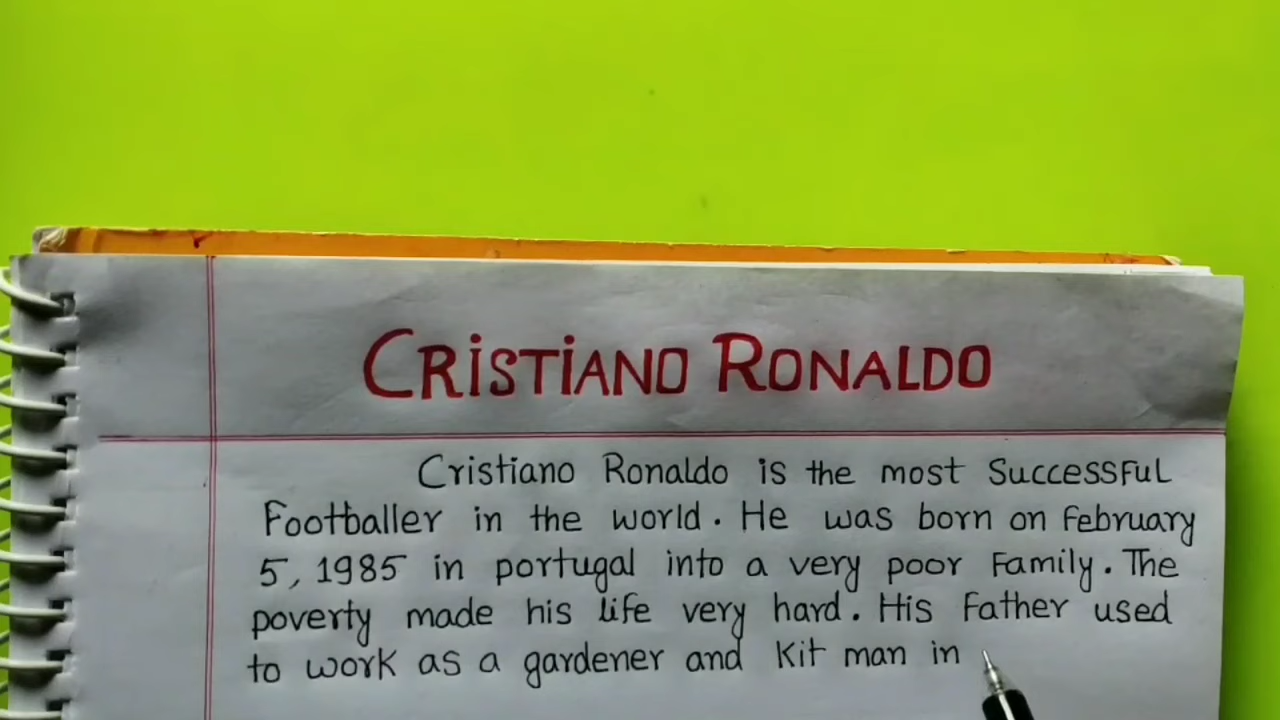 CRiSTiANO RONALDO
Cristiano Ronaldo is the most Successful
Footballer in the world. He was born on February
5, 1985 in portugal into a very poor Family. The
poverty made his life very hard. His Father used
to work as a gardener and Kit man in